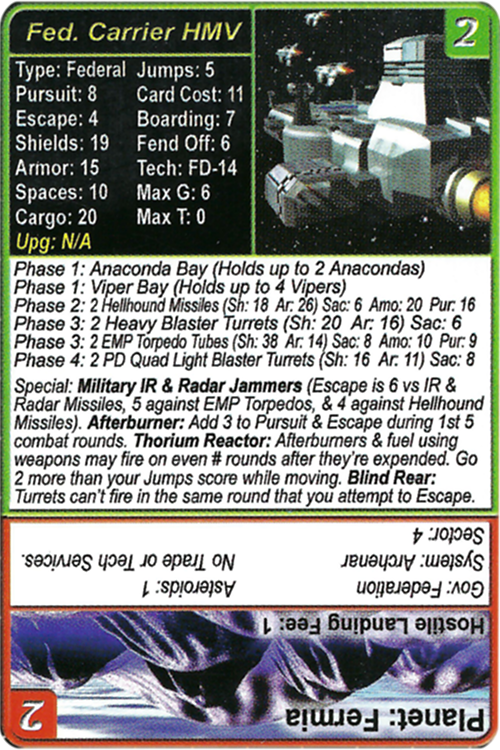 Fed. Carrier HMV
2
Type: Federal Jumps: 5
Pursuit: 8 Card Cost: 11
Escape: 4 Boarding: 7
Shields: 19 Fend Off: 6
Armor: 15 Tech: FD-14
Spaces: 10 Max G: 6
Cargo: 20 Max T: 0
Upg: N/A
Phase 1: Anaconda Bay (Holds up to 2 Anacondas)
Phase 1: Viper Bay (Holds up to 4 Vipers)
Phase 2: 2 Hellhound Missiles (Sh: 18 Ar: 26) Sac: 6 Amo: 20 Pur: 16
Phase 3: 2 Heavy Blaster Turrets (Sh: 20 Ar: 16) Sac: 6
Phase 3: 2 EMP Torpedo Tubes (Sh: 38 Ar: 14) Sac: 8 Amo: 10 Pur: 9
Phase 4: 2 PD Quad Light Blaster Turrets (Sh: 16 Ar: 11) Sac: 8
Special: Military IR & Radar Jammers (Escape is 6 vs IR &
Radar Missiles, 5 against EMP Torpedos, & 4 against Hellhound
Missiles). Afterburner: Add 3 to Pursuit & Escape during 1st 5
combat rounds. Thorium Reactor: Afterburners & fuel using
weapons may fire on even # rounds after they're expended. Go
2 more than your Jumps score while moving. Blind Rear:
Turrets can't fire in the same round that you attempt to Escape.
Planet: Fermia
2
Hostile Landing Fee: 1
Gov: Federation Asteroids: 1
System: Archenar No Trade or Tech Services.
Sector: 4